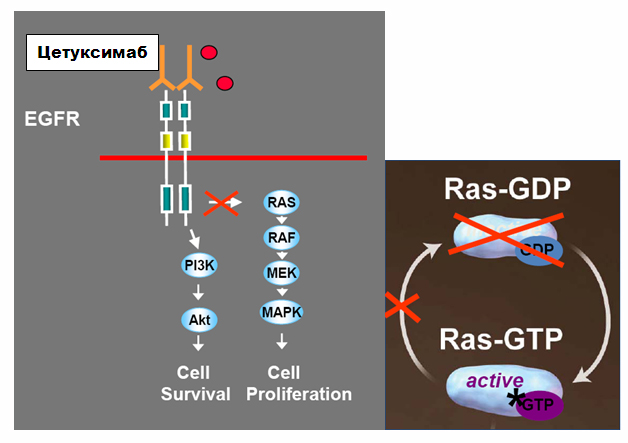 Цетуксимаб
EGFR
RAS
RAF
MEK
MAPK
PI3K
Akt
Cell
Survival
Cell
Proliferation
Ras-GDP
GDP
Ras-GTP
active
*
GTP